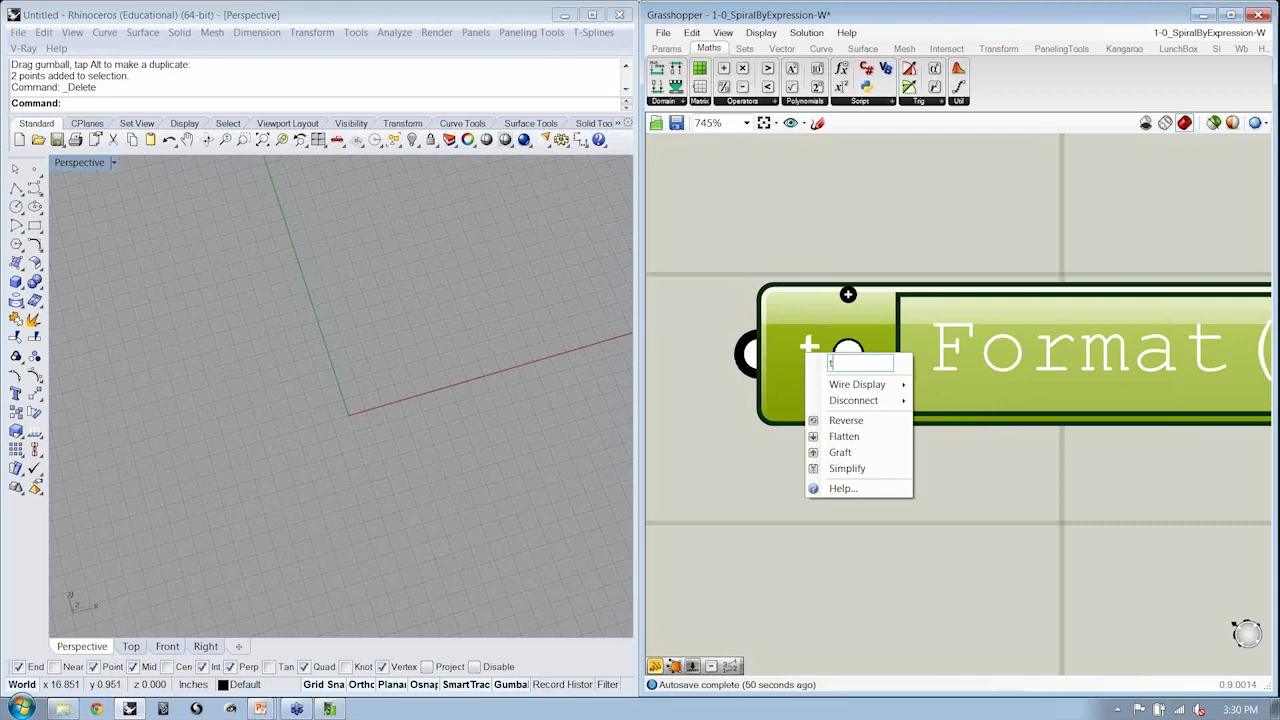 Untitled - Rhinoceros (Educational) (64-bit) - [Perspective]
File Edit View Curve Surface Solid Mesh Dimension Transform Tools Analyze Render Panels Paneling Tools T-Splines
V-Ray Help
Drag gumball, tap Alt to make a duplicate:
2 points added to selection.
Command: _Delete
Command:
Standard CPlanes Set View Display Select Viewport Layout Visibility Transform Curve Tools Surface Tools Solid Too »
Perspective
y
z x
Perspective Top Front Right
End Near Point Mid Cen Int Perp Tan Quad Knot Vertex Project Disable
World x 16.851 y 0.951 z 0.000 Inches Default Grid Sna Ortho Planar Osnap SmartTrac Gumba Record Histor Filter
Grasshopper - 1-0_SpiralByExpression-W*
File Edit View Display Solution Help 1-0_SpiralByExpression-W
Params Maths Sets Vector Curve Surface Mesh Intersect Transform PanelingTools Kangaroo LunchBox SI Wb H
Domain Matrix Operators Polynomials Script Trig Util
745%
t Format(
t
Wire Display
Disconnect
Reverse
Flatten
Graft
Simplify
Help...
Autosave complete (50 seconds ago) 0.9.0014
3:30 PM